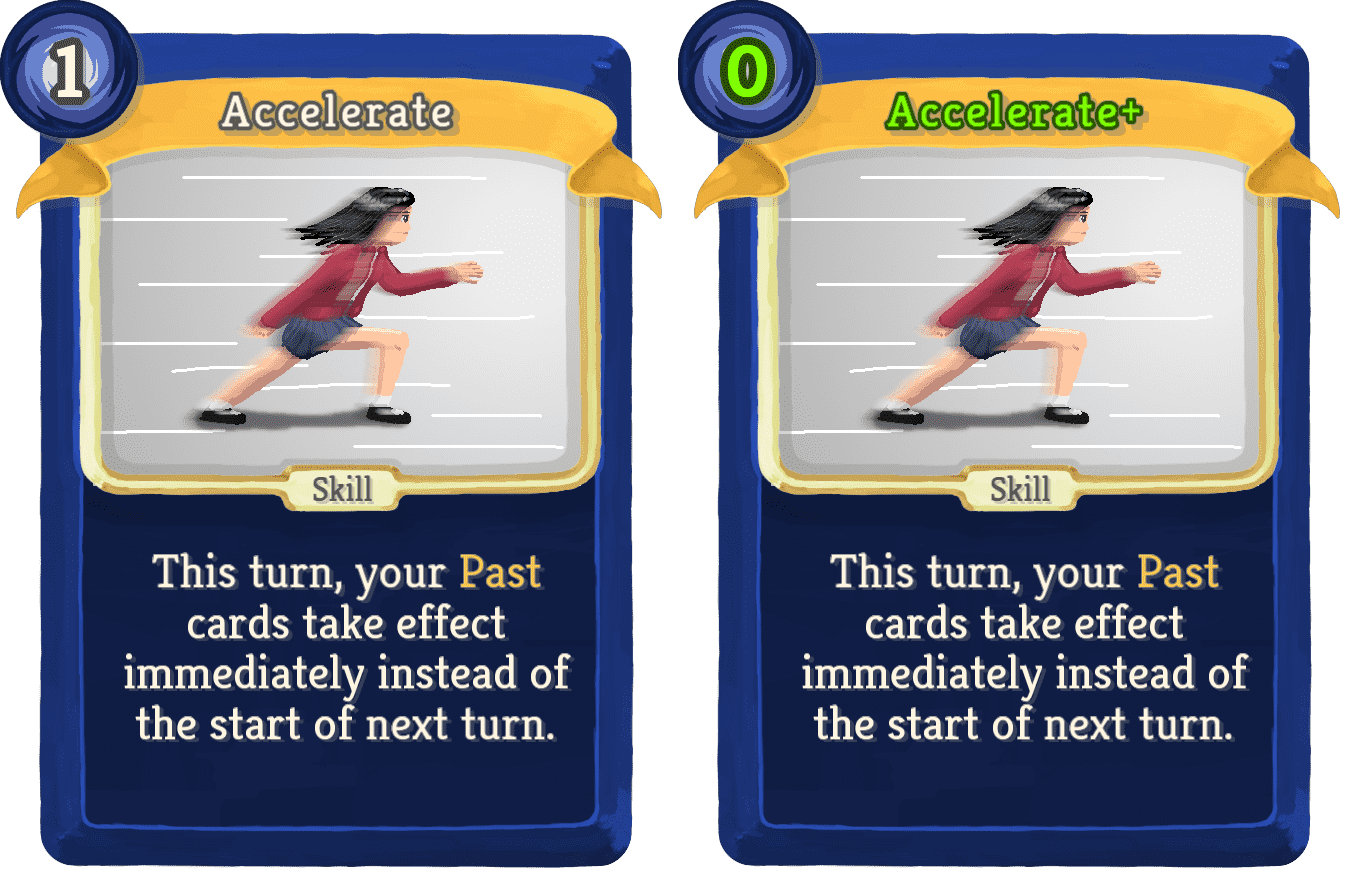 1
Accelerate
Skill
This turn, your Past
cards take effect
immediately instead of
the start of next turn.
0
Accelerate+
Skill
This turn, your Past
cards take effect
immediately instead of
the start of next turn.